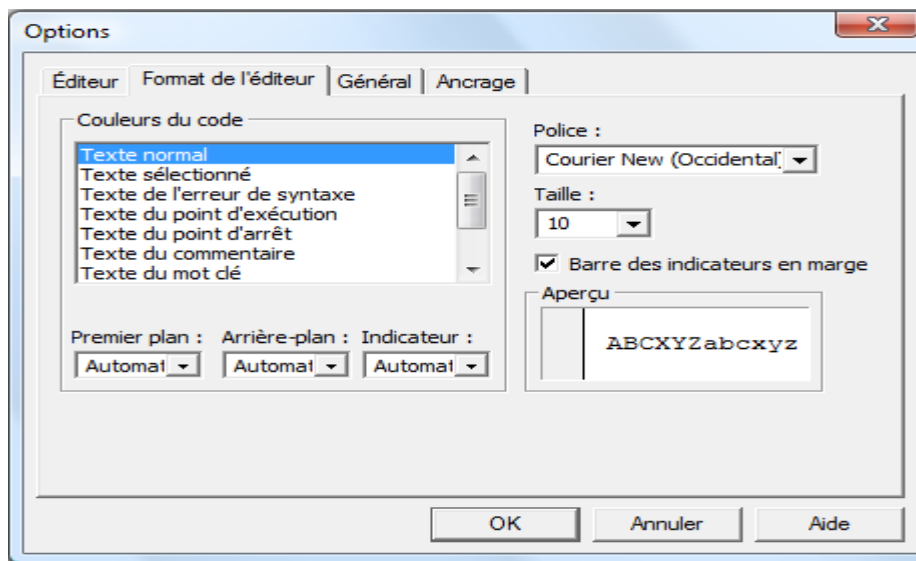 Options
Éditeur Format de l'éditeur Général Ancrage
Couleurs du code
Texte normal
Texte sélectionné
Texte de l'erreur de syntaxe
Texte du point d'exécution
Texte du point d'arrêt
Texte du commentaire
Texte du mot clé
Premier plan : Arrière-plan : Indicateur :
Automat Automat Automat
Police :
Courier New (Occidental)
Taille :
10
Barre des indicateurs en marge
Aperçu
ABCXYZabcxyz
OK Annuler Aide